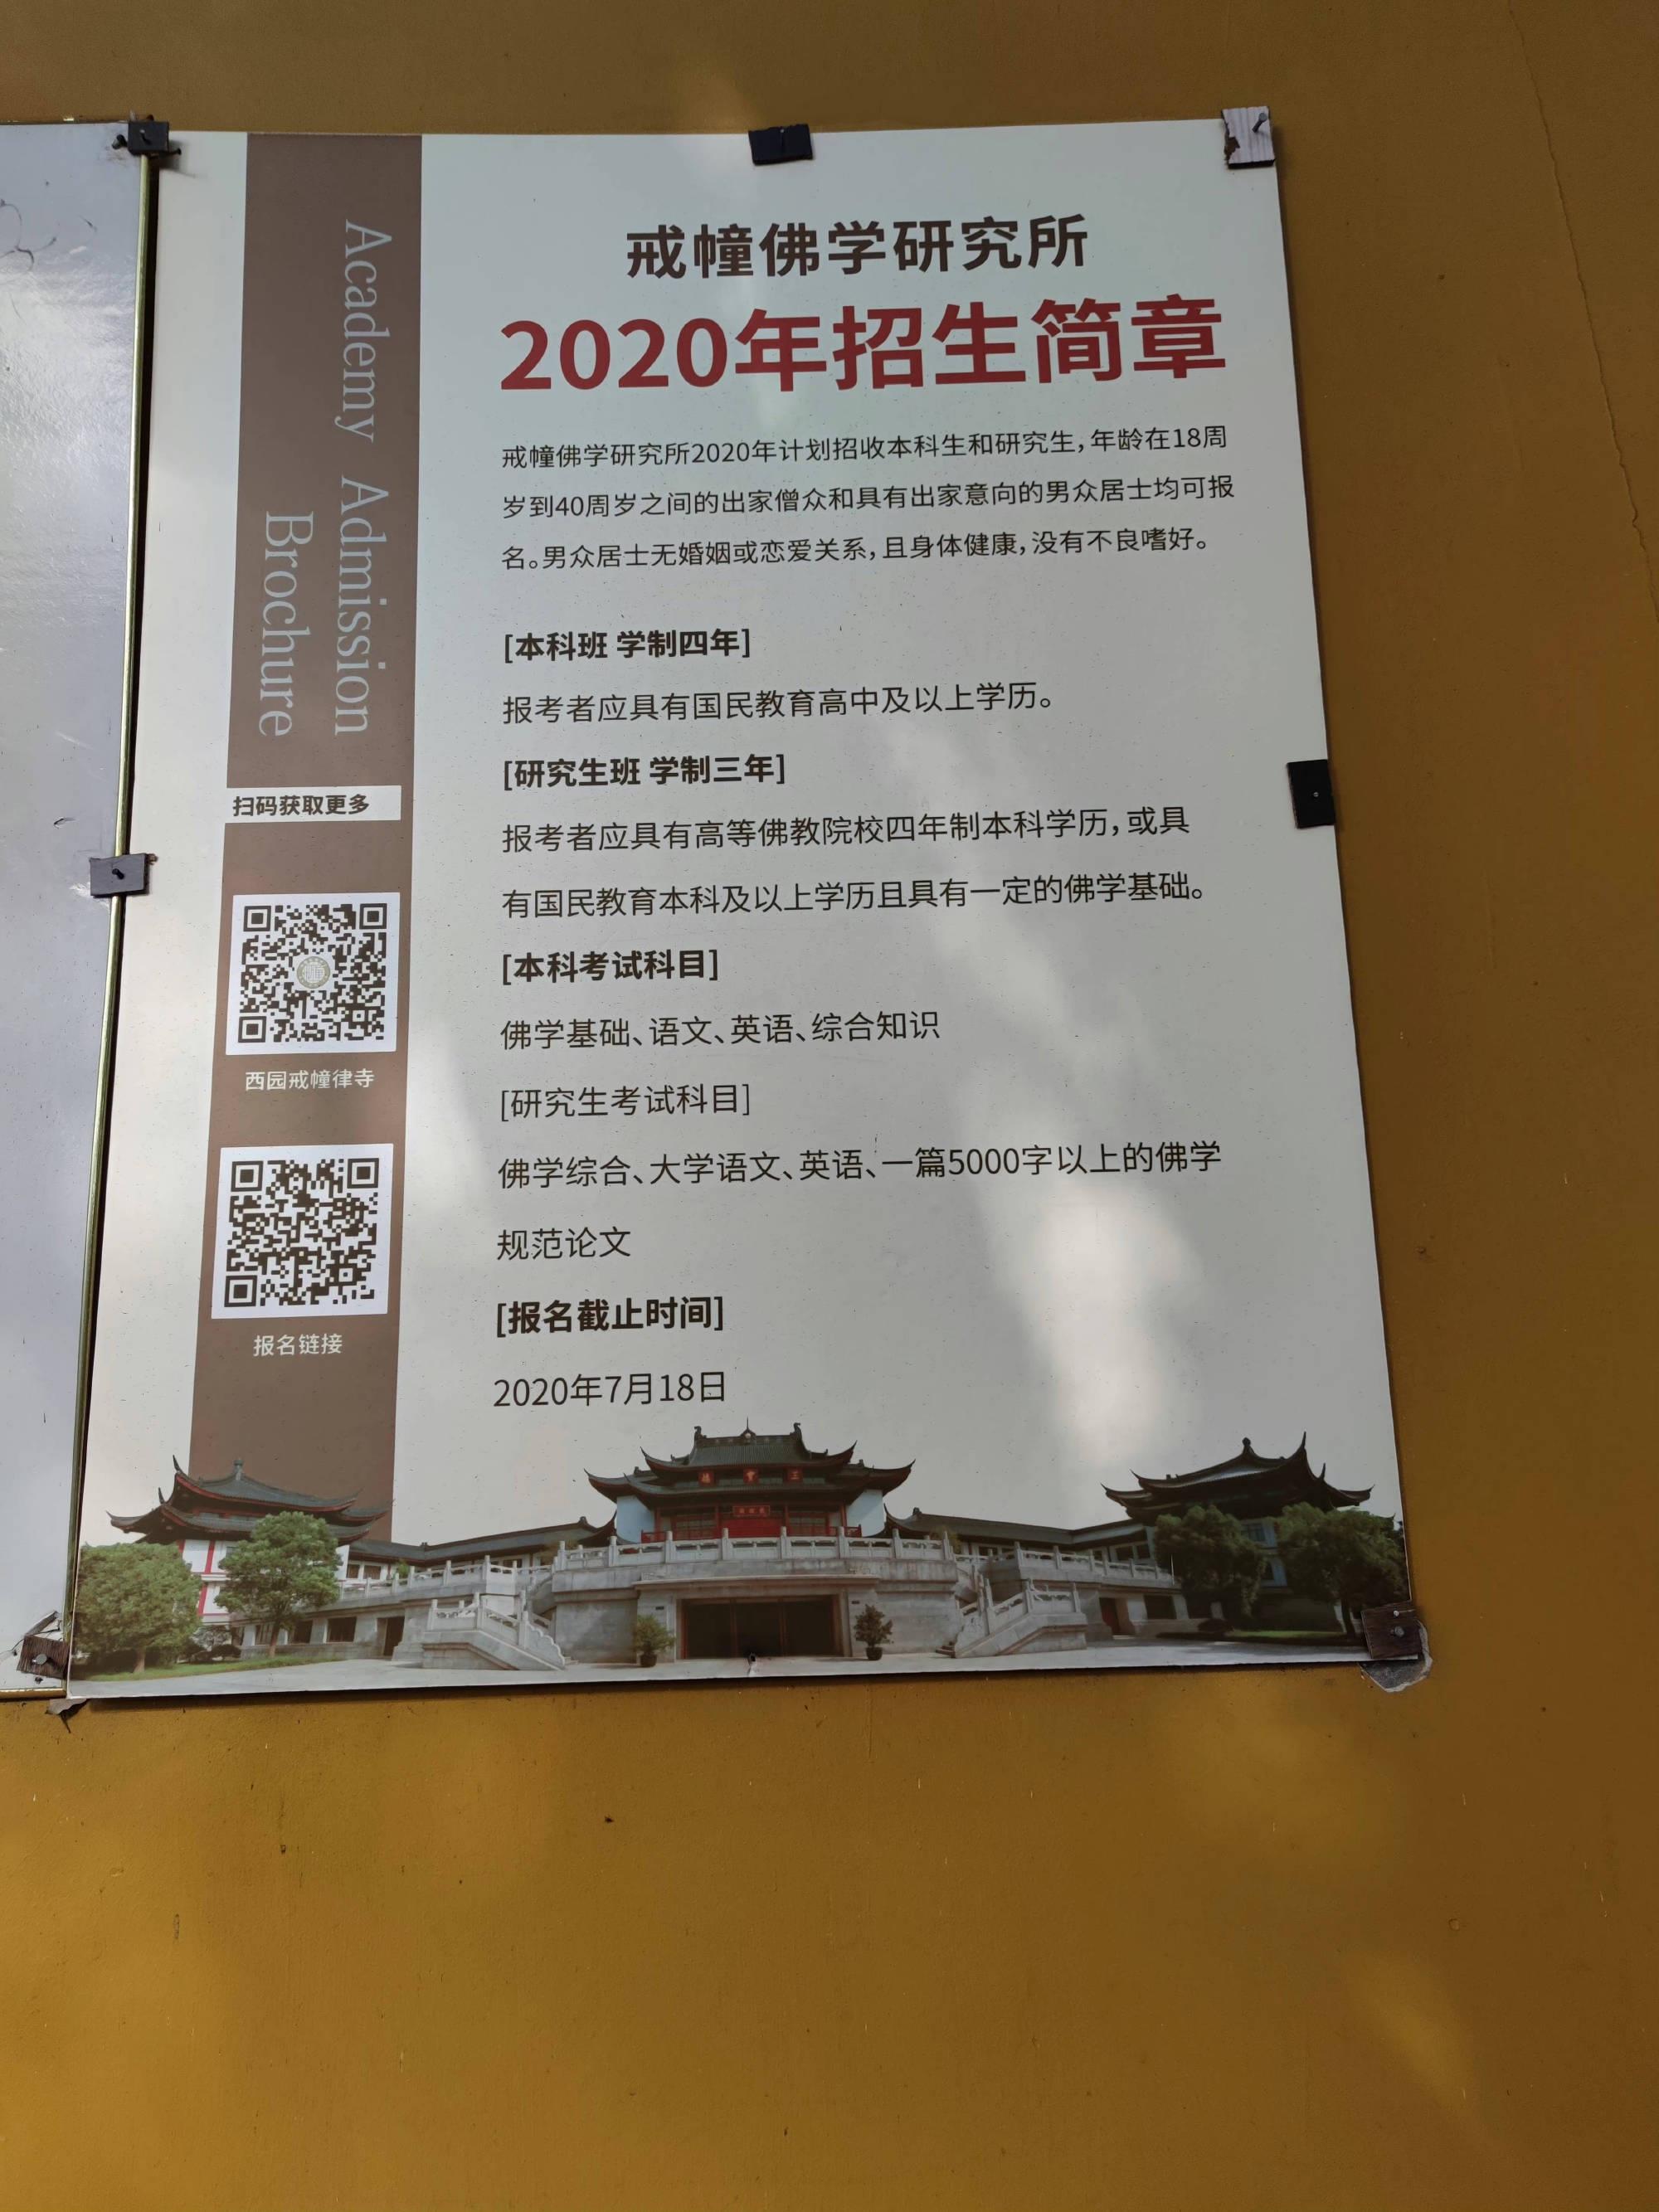 戒幢佛学研究所
2020年招生简章
戒幢佛学研究所2020年计划招收本科生和研究生,年龄在18周
岁到40周岁之间的出家僧众和具有出家意向的男众居士均可报
名。男众居士无婚姻或恋爱关系,且身体健康,没有不良嗜好。
[本科班 学制四年]
报考者应具有国民教育高中及以上学历。
[研究生班 学制三年]
报考者应具有高等佛教院校四年制本科学历,或具
有国民教育本科及以上学历且具有一定的佛学基础。
[本科考试科目]
佛学基础、语文、英语、综合知识
[研究生考试科目]
佛学综合、大学语文、英语、一篇5000字以上的佛学
规范论文
[报名截止时间]
2020年7月18日
Academy Admission
Brochure
扫码获取更多
西园戒幢律寺
报名链接